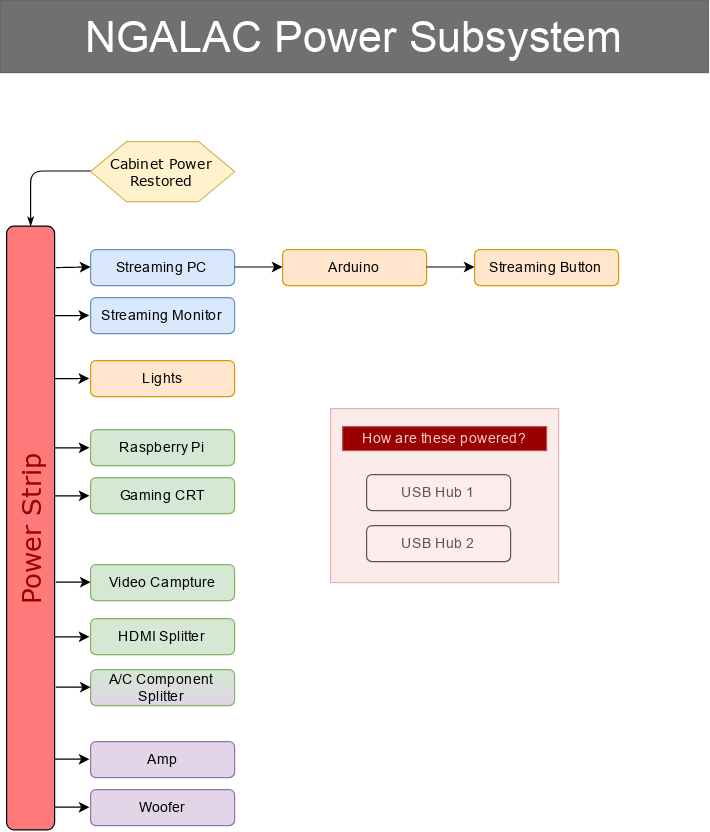 NGALAC Power Subsystem
Cabinet Power
Restored
Power Strip
Streaming PC
Arduino
Streaming Button
Streaming Monitor
Lights
How are these powered?
Raspberry Pi
USB Hub 1
Gaming CRT
USB Hub 2
Video Campture
HDMI Splitter
A/C Component
Splitter
Amp
Woofer